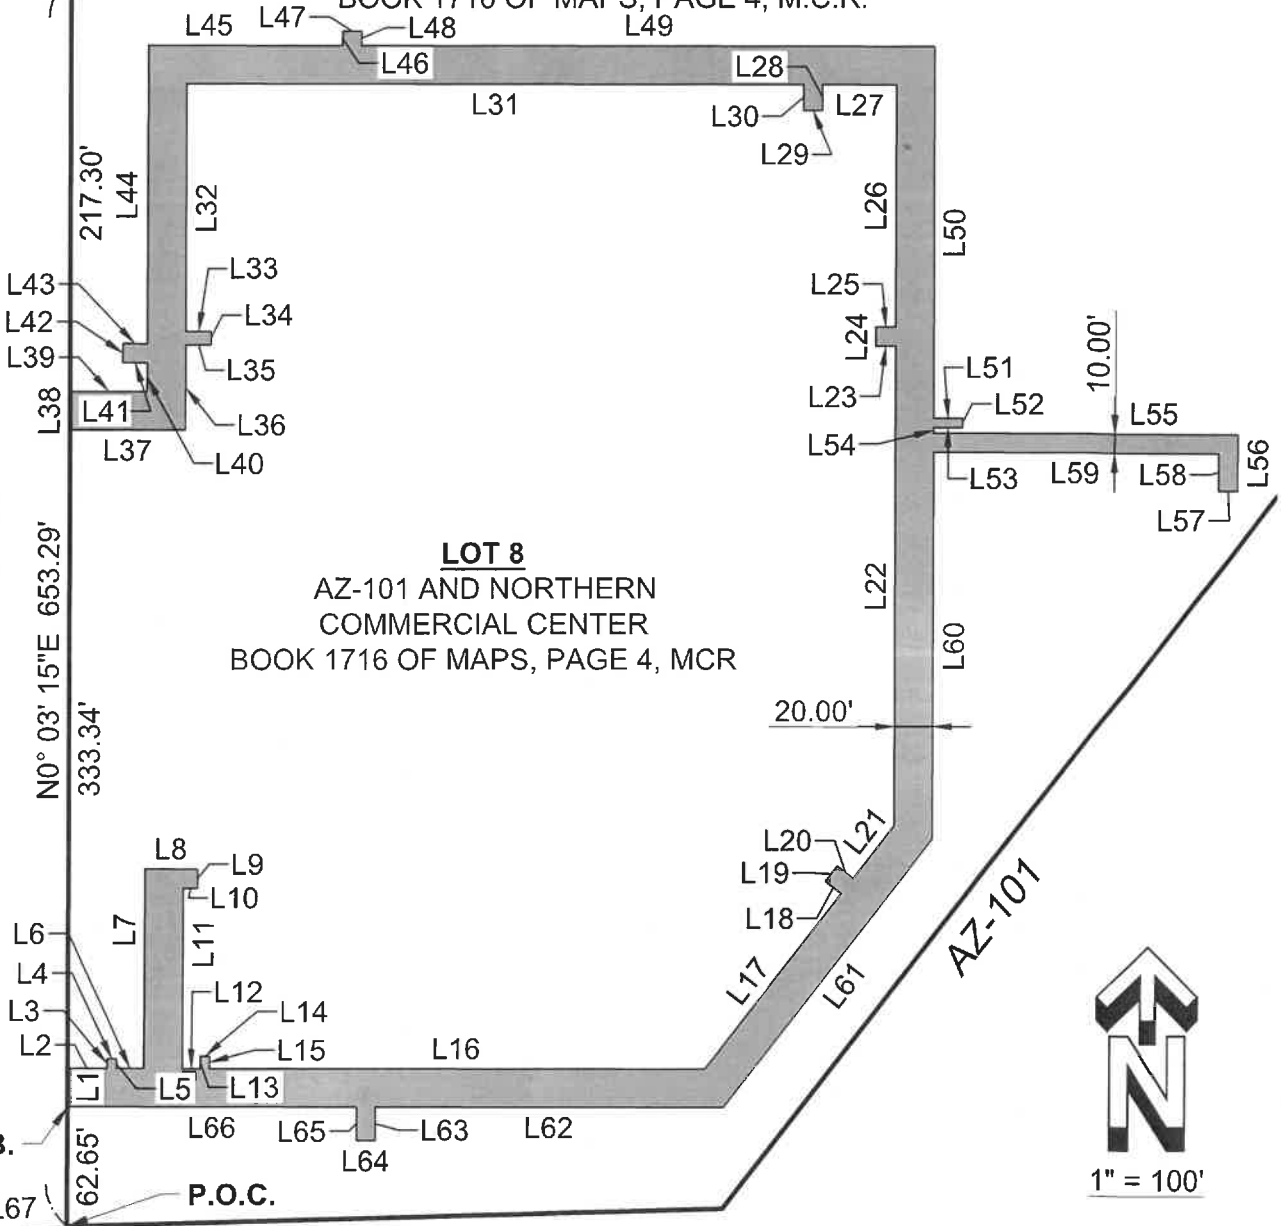 BOOK 1716 OF MAPS, PAGE 4, M.C.R.
L45
L47
L48
L49
L46
L28
L31
L30
L27
L29
217.30'
L44
L32
L26
L50
L43
L33
L25
L42
L34
L24
L39
L35
L23
L51
10.00'
L38
L41
L36
L52
L55
L37
L40
L54
L53
L59
L58
L56
L57
LOT 8
AZ-101 AND NORTHERN
COMMERCIAL CENTER
BOOK 1716 OF MAPS, PAGE 4, MCR
N0° 03' 15"E 653.29'
333.34'
L22
L60
20.00'
L8
L9
L10
L20
L21
L19
L18
L7
L11
L6
L4
L3
L2
L1
L5
L12
L14
L15
L13
L16
L17
L61
AZ-101
L66
L65
L63
L62
L64
B.
62.65'
L67
P.O.C.
N
1" = 100'